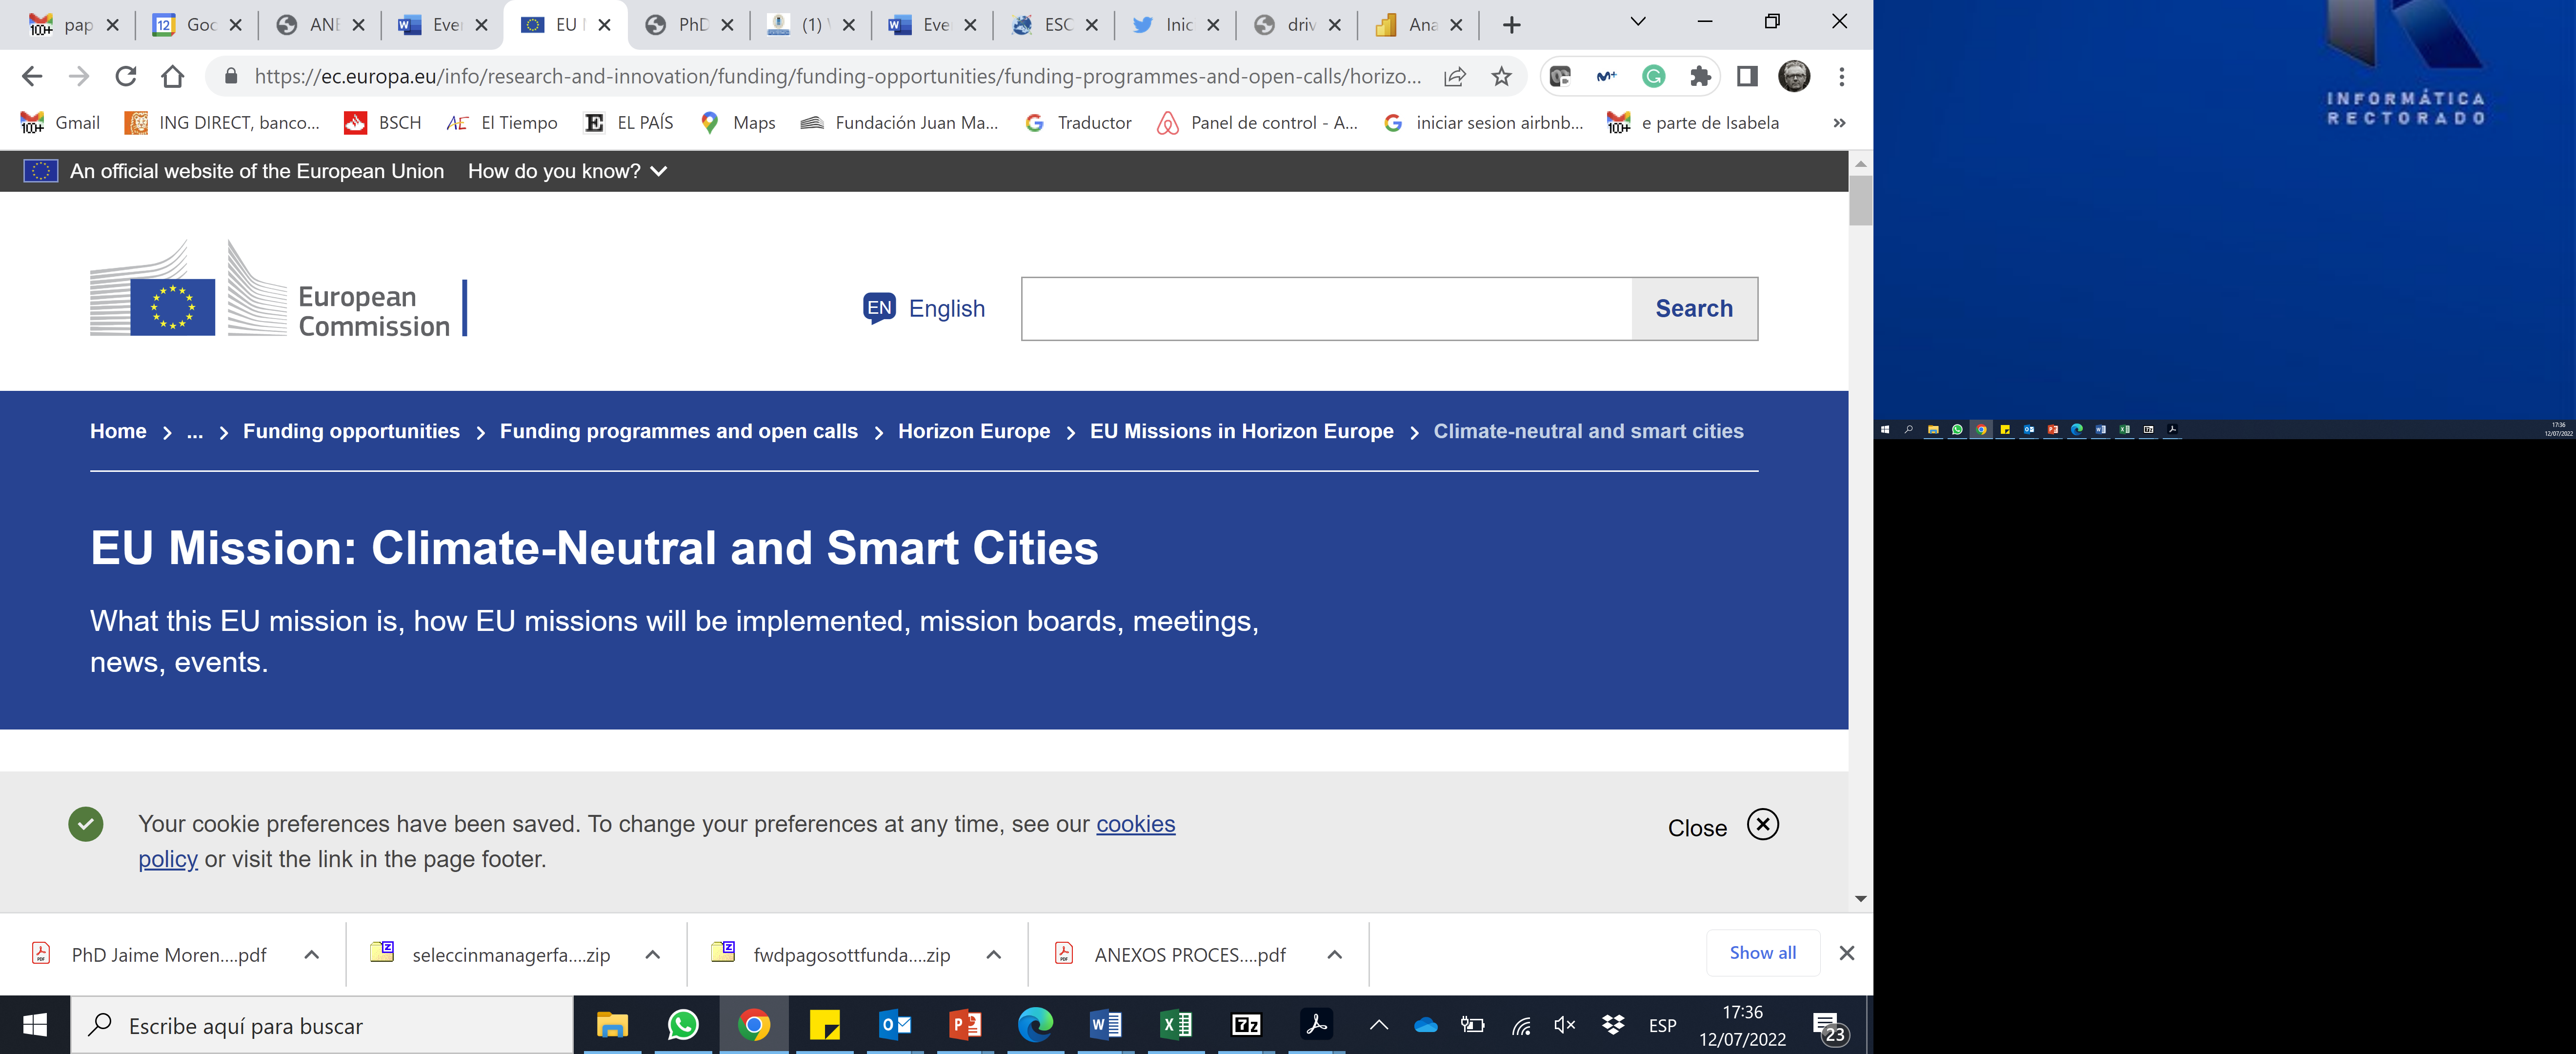 pap
Goc
ANE
Ever
EU
PhD
(1)
Eve
ESC
Inic
driv
Ana
https://ec.europa.eu/info/research-and-innovation/funding/funding-opportunities/funding-programmes-and-open-calls/horizo...
Gmail
ING DIRECT, banco...
BSCH
El Tiempo
EL PAÍS
Maps
Fundación Juan Ma...
Traductor
Panel de control - A...
iniciar sesion airbnb...
e parte de Isabela
An official website of the European Union How do you know?
European
Commission
EN English
Search
Home > ... > Funding opportunities > Funding programmes and open calls > Horizon Europe > EU Missions in Horizon Europe > Climate-neutral and smart cities
EU Mission: Climate-Neutral and Smart Cities
What this EU mission is, how EU missions will be implemented, mission boards, meetings,
news, events.
Your cookie preferences have been saved. To change your preferences at any time, see our cookies
policy or visit the link in the page footer.
Close
PhD Jaime Moren....pdf
seleccinmanagerfa....zip
fwdpagosottfunda....zip
ANEXOS PROCES....pdf
Show all
Escribe aquí para buscar
ESP
17:36
12/07/2022
23
INFORMÁTICA
RECTORADO
17:36
12/07/2022